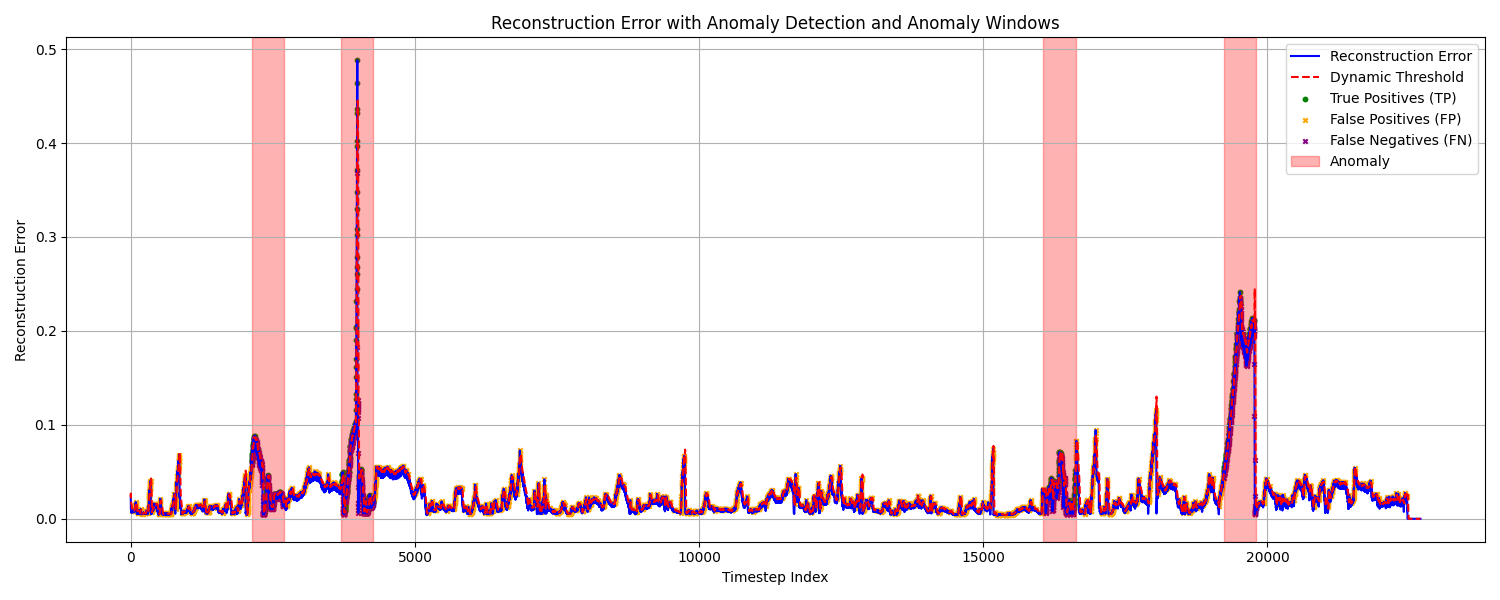 Reconstruction Error with Anomaly Detection and Anomaly Windows
0.5
0.4
0.3
0.2
0.1
0.0
Reconstruction Error
Reconstruction Error
Dynamic Threshold
True Positives (TP)
False Positives (FP)
False Negatives (FN)
Anomaly
0
5000
10000
15000
20000
Timestep Index